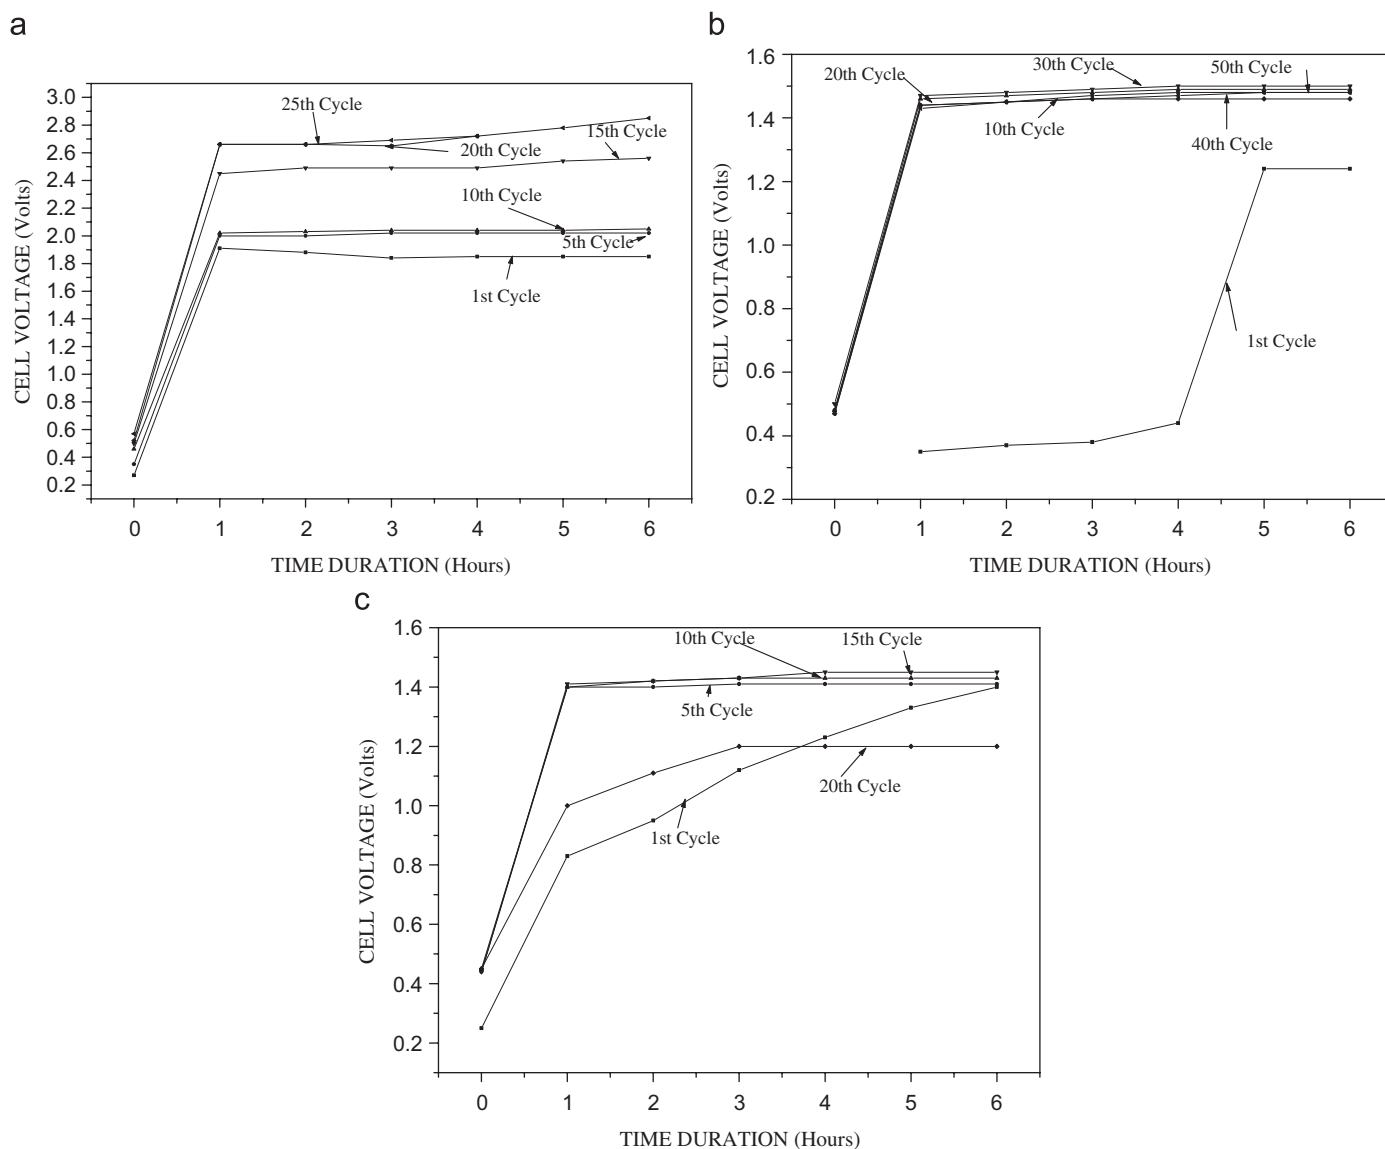 a
3.0
2.8
2.6
2.4
2.2
2.0
1.8
1.6
1.4
1.2
1.0
0.8
0.6
0.4
0.2
CELL VOLTAGE (Volts)
25th Cycle
15th Cycle
20th Cycle
10th Cycle
5th Cycle
1st Cycle
0 1 2 3 4 5 6
TIME DURATION (Hours)
b
1.6
1.4
1.2
1.0
0.8
0.6
0.4
0.2
CELL VOLTAGE (Volts)
20th Cycle
30th Cycle
50th Cycle
10th Cycle
40th Cycle
1st Cycle
0 1 2 3 4 5 6
TIME DURATION (Hours)
c
1.6
1.4
1.2
1.0
0.8
0.6
0.4
0.2
CELL VOLTAGE (Volts)
10th Cycle
15th Cycle
5th Cycle
20th Cycle
1st Cycle
0 1 2 3 4 5 6
TIME DURATION (Hours)